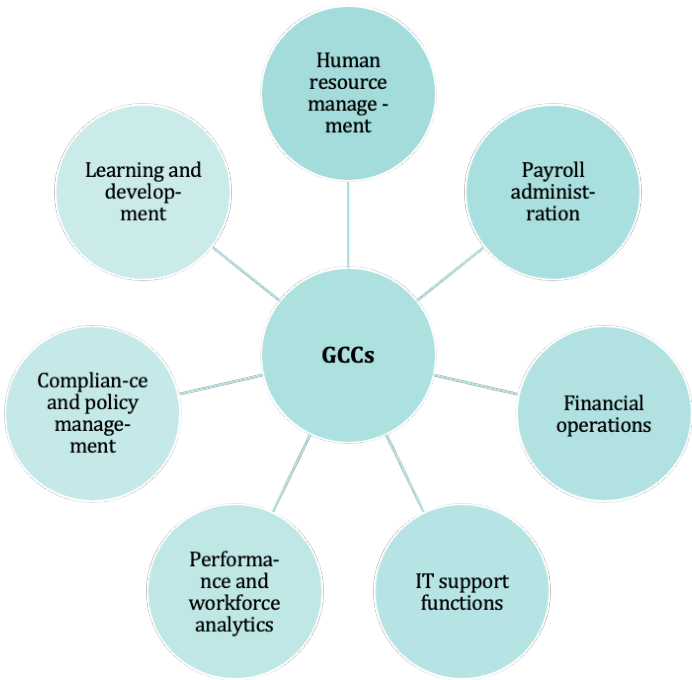 Human
resource
manage -
ment
Payroll
administ-
ration
Financial
operations
IT support
functions
Performa-
nce and
workforce
analytics
Complian-ce
and policy
manage-
ment
Learning and
develop-
ment
GCCs